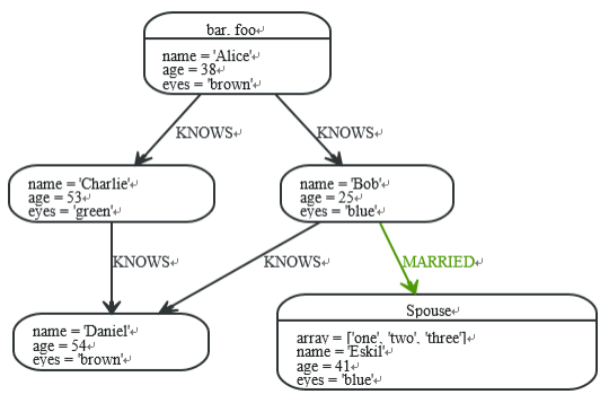 bar. foo
name = 'Alice'
age = 38
eyes = 'brown'
KNOWS
KNOWS
name = 'Charlie'
age = 53
eyes = 'green'
name = 'Bob'
age = 25
eyes = 'blue'
KNOWS
KNOWS
MARRIED
name = 'Daniel'
age = 54
eyes = 'brown'
Spouse
array = ['one', 'two', 'three']
name = 'Eskil'
age = 41
eyes = 'blue'